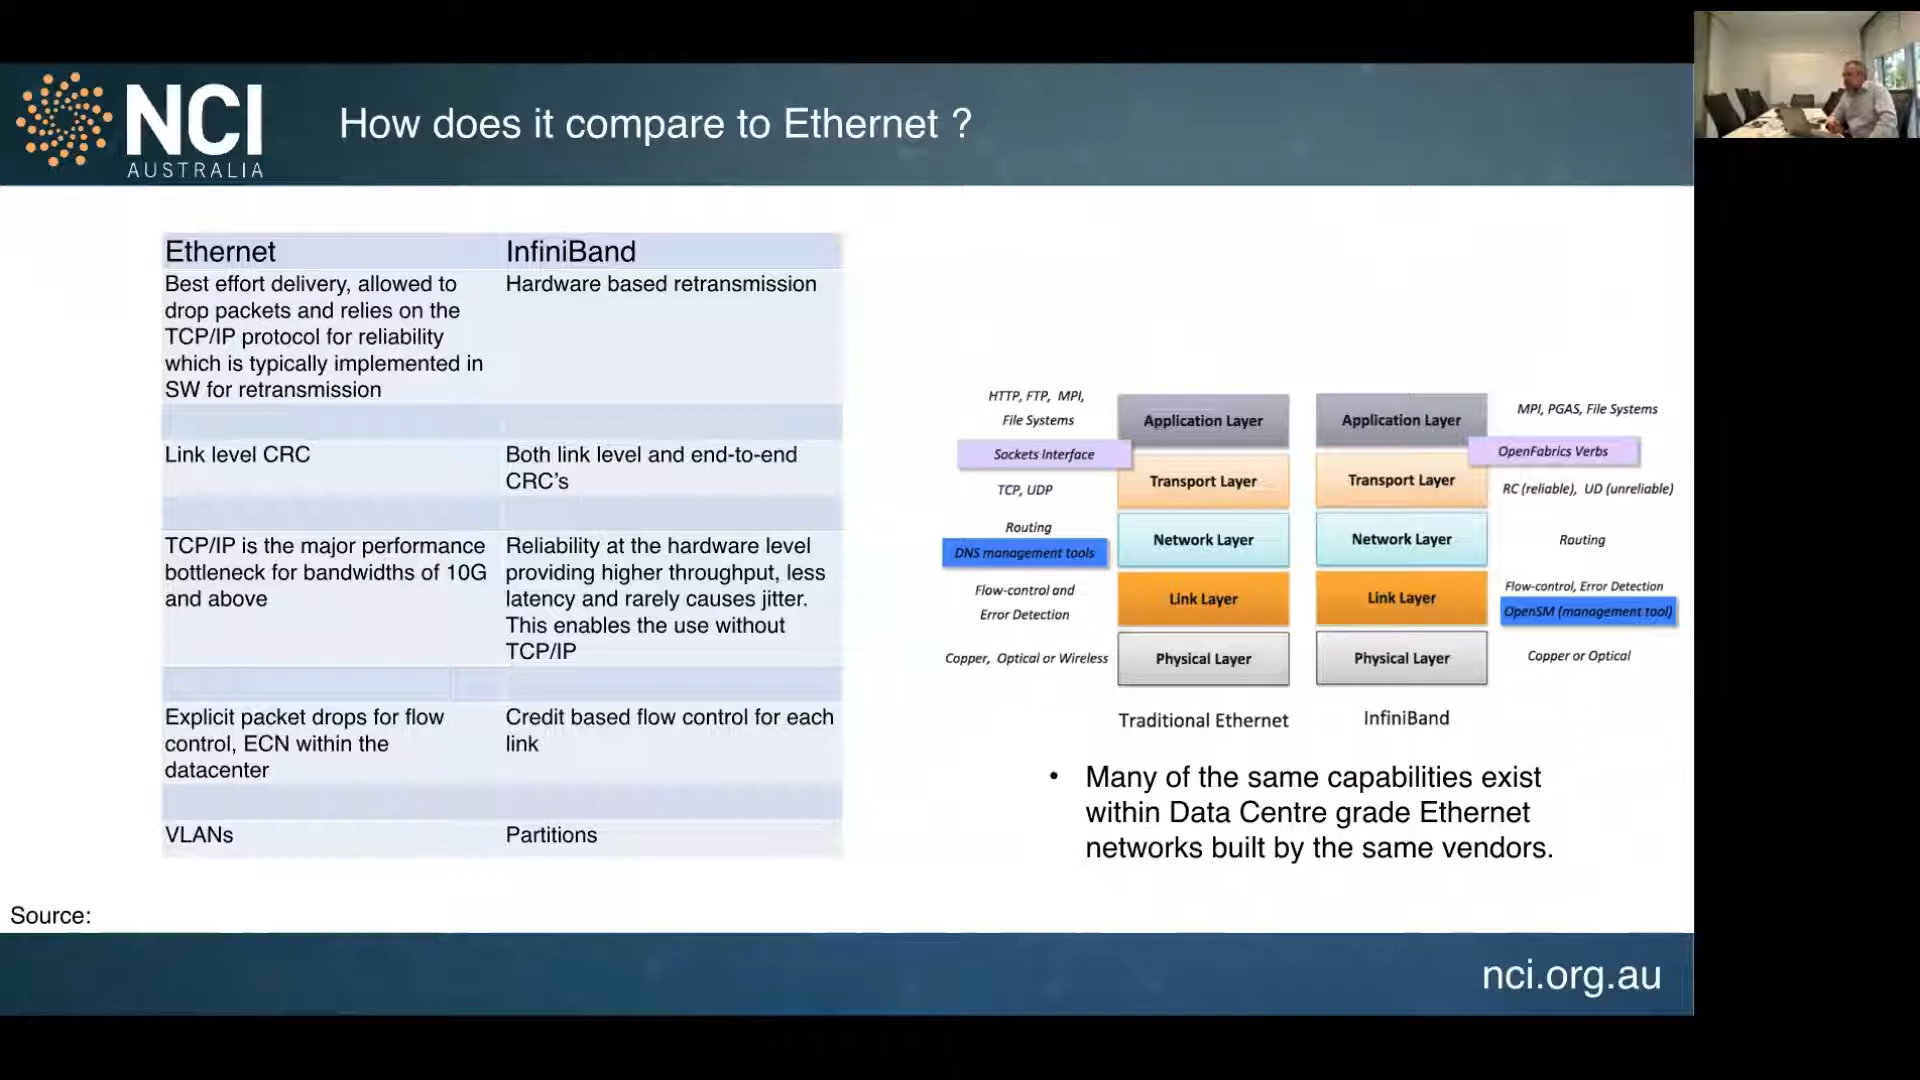 NCI
AUSTRALIA
How does it compare to Ethernet ?
Ethernet
InfiniBand
Best effort delivery, allowed to
drop packets and relies on the
TCP/IP protocol for reliability
which is typically implemented in
SW for retransmission
Hardware based retransmission
Link level CRC
Both link level and end-to-end
CRC's
TCP/IP is the major performance
bottleneck for bandwidths of 10G
and above
Reliability at the hardware level
providing higher throughput, less
latency and rarely causes jitter.
This enables the use without
TCP/IP
Explicit packet drops for flow
control, ECN within the
datacenter
Credit based flow control for each
link
VLANs
Partitions
HTTP, FTP, MPI,
File Systems
Sockets Interface
TCP, UDP
Routing
DNS management tools
Flow-control and
Error Detection
Copper, Optical or Wireless
Application Layer
Transport Layer
Network Layer
Link Layer
Physical Layer
Traditional Ethernet
Application Layer
Transport Layer
Network Layer
Link Layer
Physical Layer
InfiniBand
MPI, PGAS, File Systems
OpenFabrics Verbs
RC (reliable), UD (unreliable)
Routing
Flow-control, Error Detection
OpenSM (management tool)
Copper or Optical
• Many of the same capabilities exist
within Data Centre grade Ethernet
networks built by the same vendors.
Source:
nci.org.au